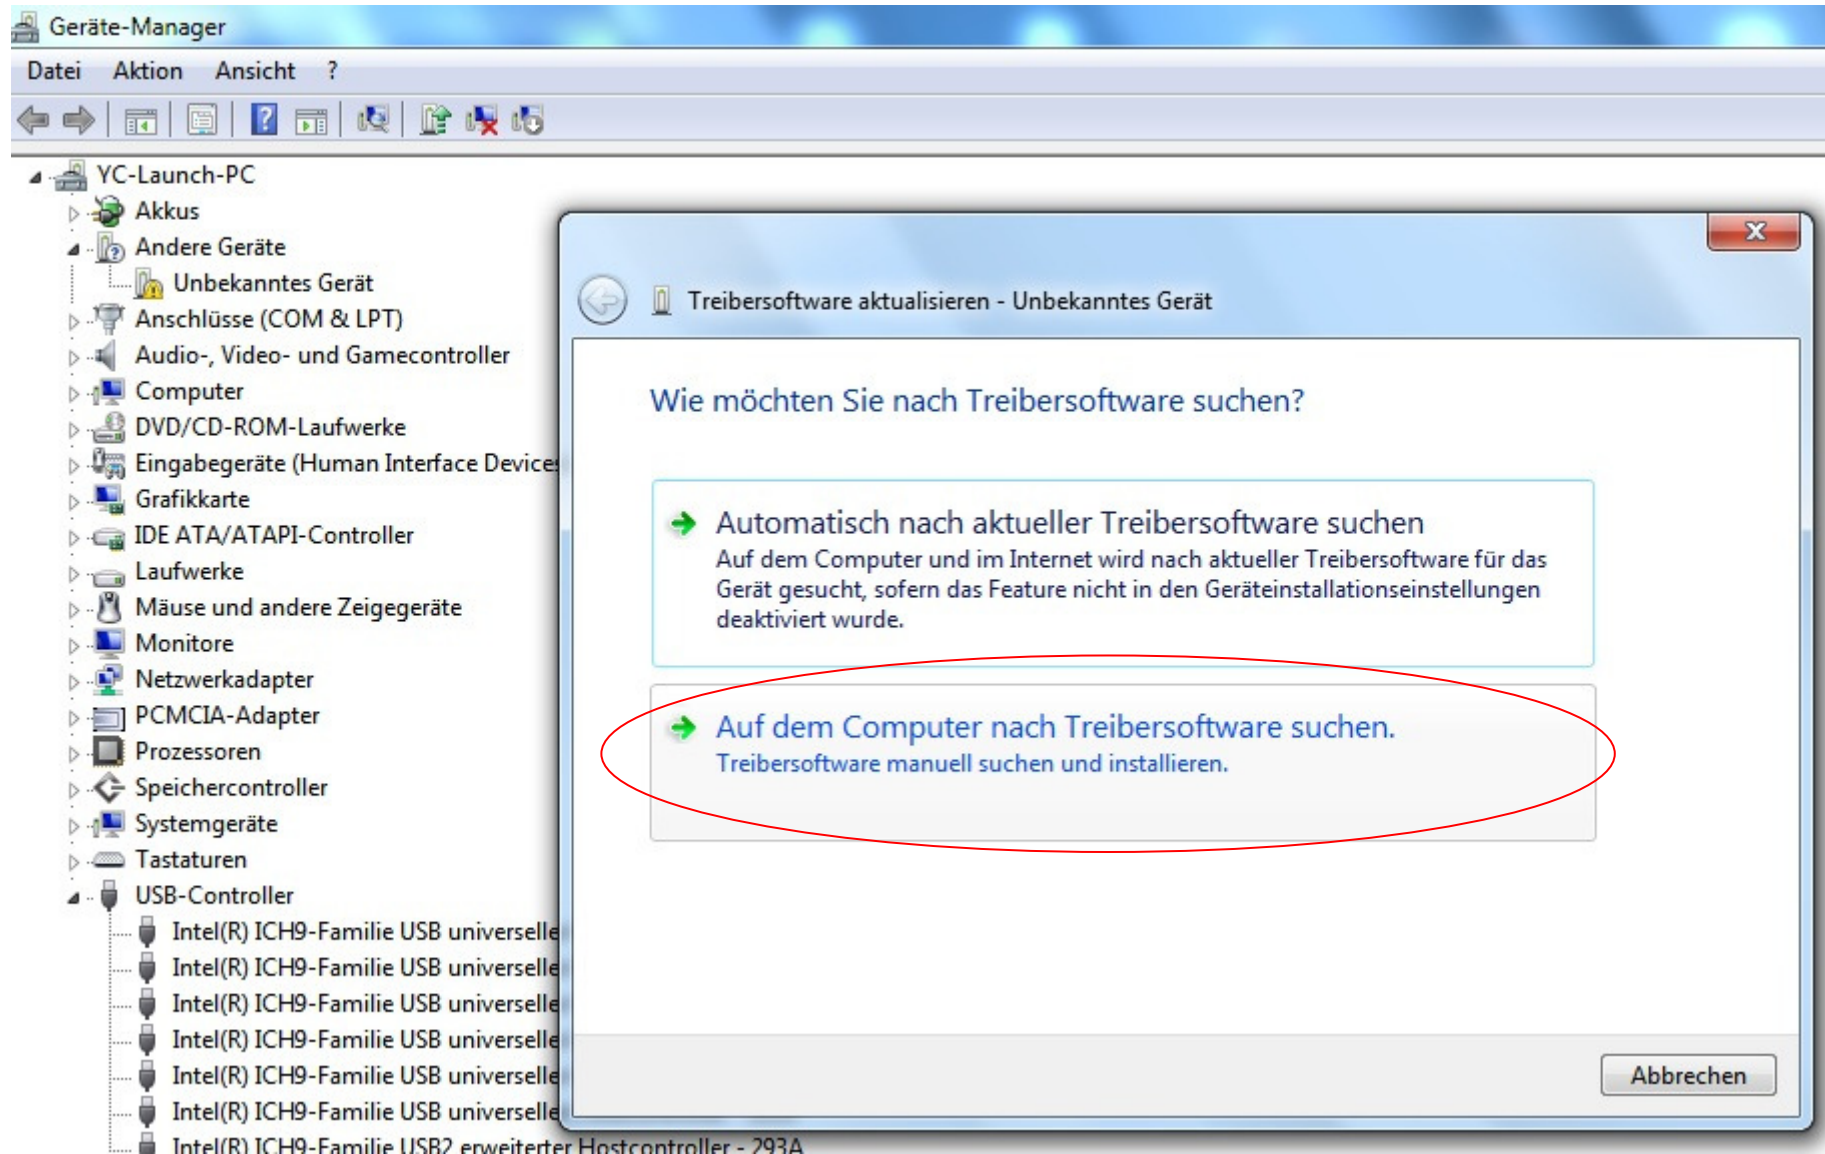 Geräte-Manager
Datei Aktion Ansicht ?
YC-Launch-PC
Akkus
Andere Geräte
Unbekanntes Gerät
Anschlüsse (COM & LPT)
Audio-, Video- und Gamecontroller
Computer
DVD/CD-ROM-Laufwerke
Eingabegeräte (Human Interface Devices
Grafikkarte
IDE ATA/ATAPI-Controller
Laufwerke
Mäuse und andere Zeigegeräte
Monitore
Netzwerkadapter
PCMCIA-Adapter
Prozessoren
Speichercontroller
Systemgeräte
Tastaturen
USB-Controller
Intel(R) ICH9-Familie USB universelle
Intel(R) ICH9-Familie USB universelle
Intel(R) ICH9-Familie USB universelle
Intel(R) ICH9-Familie USB universelle
Intel(R) ICH9-Familie USB universelle
Intel(R) ICH9-Familie USB universelle
Intel(R) ICH9-Familie USB2 erweiterter Hostcontroller - 293A
Treibersoftware aktualisieren - Unbekanntes Gerät
Wie möchten Sie nach Treibersoftware suchen?
Automatisch nach aktueller Treibersoftware suchen
Auf dem Computer und im Internet wird nach aktueller Treibersoftware für das
Gerät gesucht, sofern das Feature nicht in den Geräteinstallationseinstellungen
deaktiviert wurde.
Auf dem Computer nach Treibersoftware suchen.
Treibersoftware manuell suchen und installieren.
Abbrechen